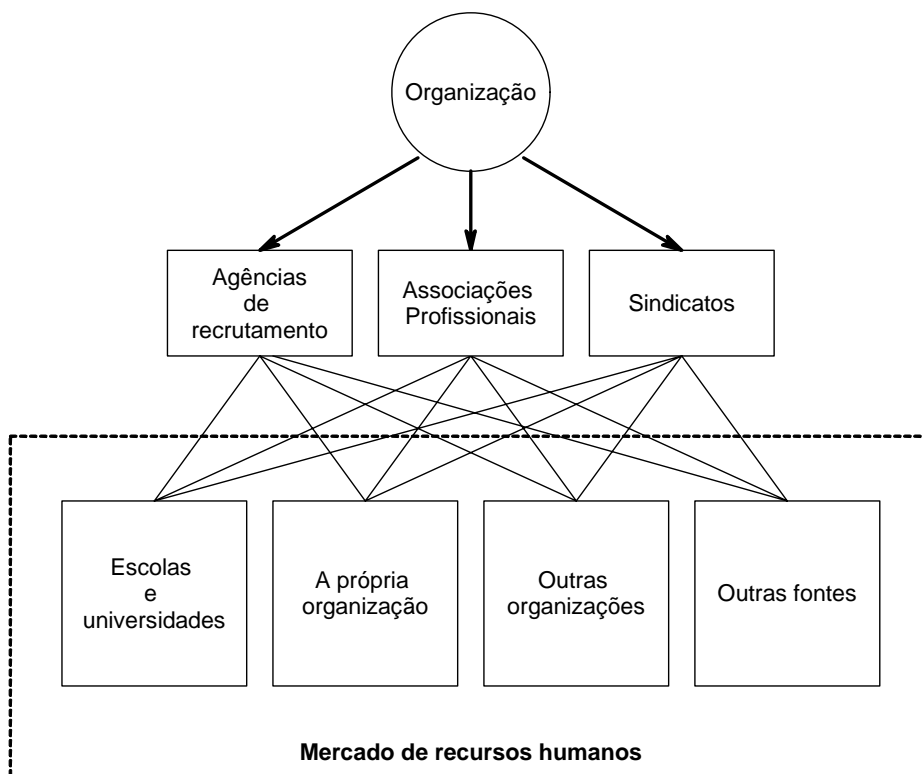 Organização
Agências
de
recrutamento
Associações
Profissionais
Sindicatos
Escolas
e
universidades
A própria
organização
Outras
organizações
Outras fontes
Mercado de recursos humanos